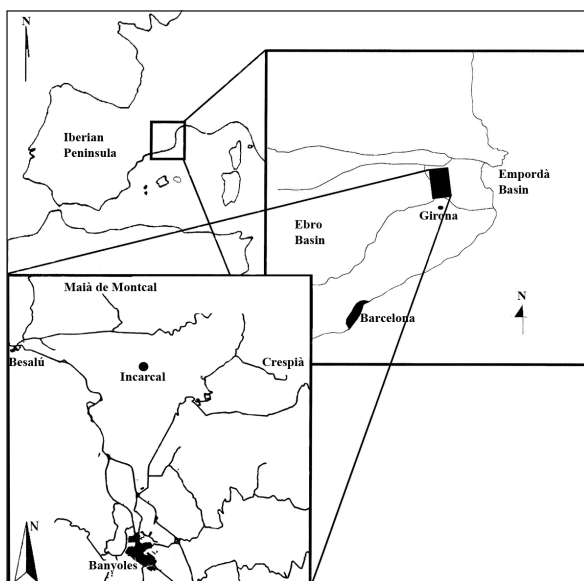 N
Iberian
Peninsula
Empordà
Basin
Girona
Ebro
Basin
N
Barcelona
Maià de Montcal
Besalú
Crespià
Incarcal
N
Banyoles